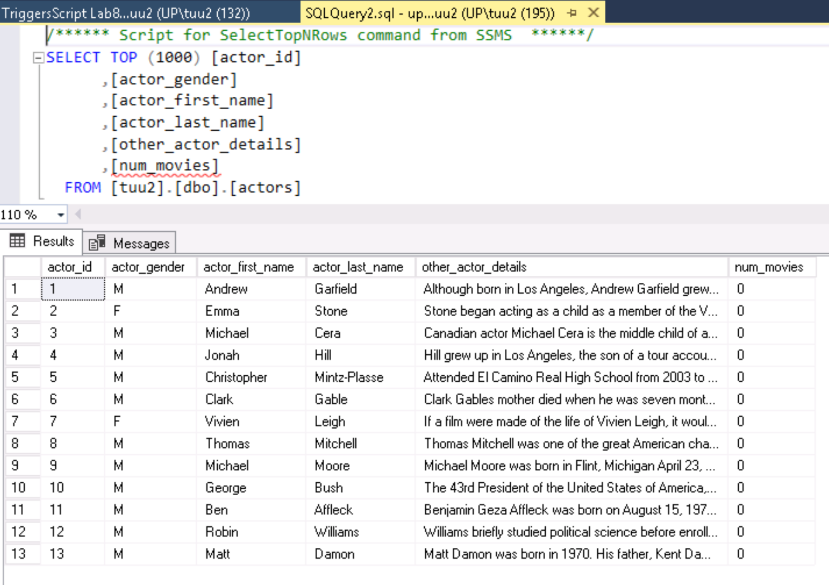 TriggersScript Lab8...uu2 (UP\tuu2 (132)) SQLQuery2.sql - up...uu2 (UP\tuu2 (195))
/****** Script for SelectTopNRows command from SSMS ******/
SELECT TOP (1000) [actor_id]
,[actor_gender]
,[actor_first_name]
,[actor_last_name]
,[other_actor_details]
,[num_movies]
FROM [tuu2].[dbo].[actors]
110 %
Results Messages
actor_id actor_gender actor_first_name actor_last_name other_actor_details num_movies
1 1 M Andrew Garfield Although born in Los Angeles, Andrew Garfield grew... 0
2 2 F Emma Stone Stone began acting as a child as a member of the V... 0
3 3 M Michael Cera Canadian actor Michael Cera is the middle child of a... 0
4 4 M Jonah Hill Hill grew up in Los Angeles, the son of a tour accou... 0
5 5 M Christopher Mintz-Plasse Attended El Camino Real High School from 2003 to ... 0
6 6 M Clark Gable Clark Gables mother died when he was seven mont... 0
7 7 F Vivien Leigh If a film were made of the life of Vivien Leigh, it woul... 0
8 8 M Thomas Mitchell Thomas Mitchell was one of the great American cha... 0
9 9 M Michael Moore Michael Moore was born in Flint, Michigan April 23, ... 0
10 10 M George Bush The 43rd President of the United States of America,... 0
11 11 M Ben Affleck Benjamin Geza Affleck was born on August 15, 197... 0
12 12 M Robin Williams Williams briefly studied political science before enroll... 0
13 13 M Matt Damon Matt Damon was born in 1970. His father, Kent Da... 0